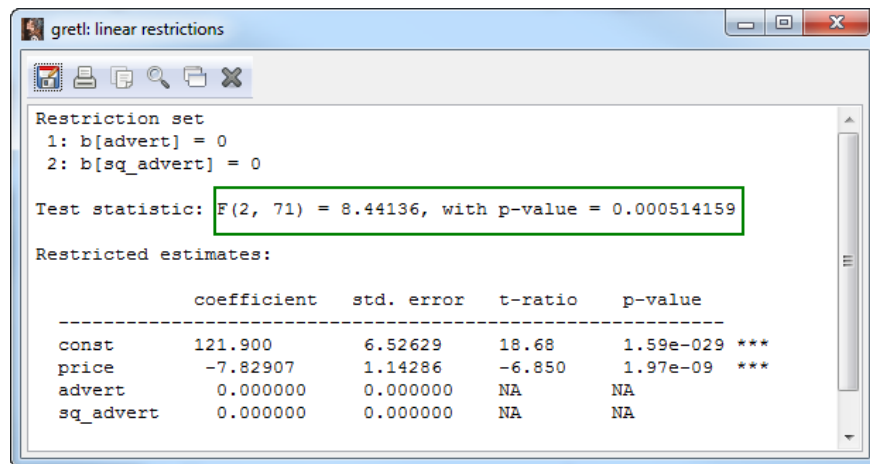 gretl: linear restrictions
Restriction set
1: b[advert] = 0
2: b[sq_advert] = 0
Test statistic: F(2, 71) = 8.44136, with p-value = 0.000514159
Restricted estimates:
coefficient std. error t-ratio p-value
---------------------------------------------------------
const 121.900 6.52629 18.68 1.59e-029 ***
price -7.82907 1.14286 -6.850 1.97e-09 ***
advert 0.000000 0.000000 NA NA
sq_advert 0.000000 0.000000 NA NA